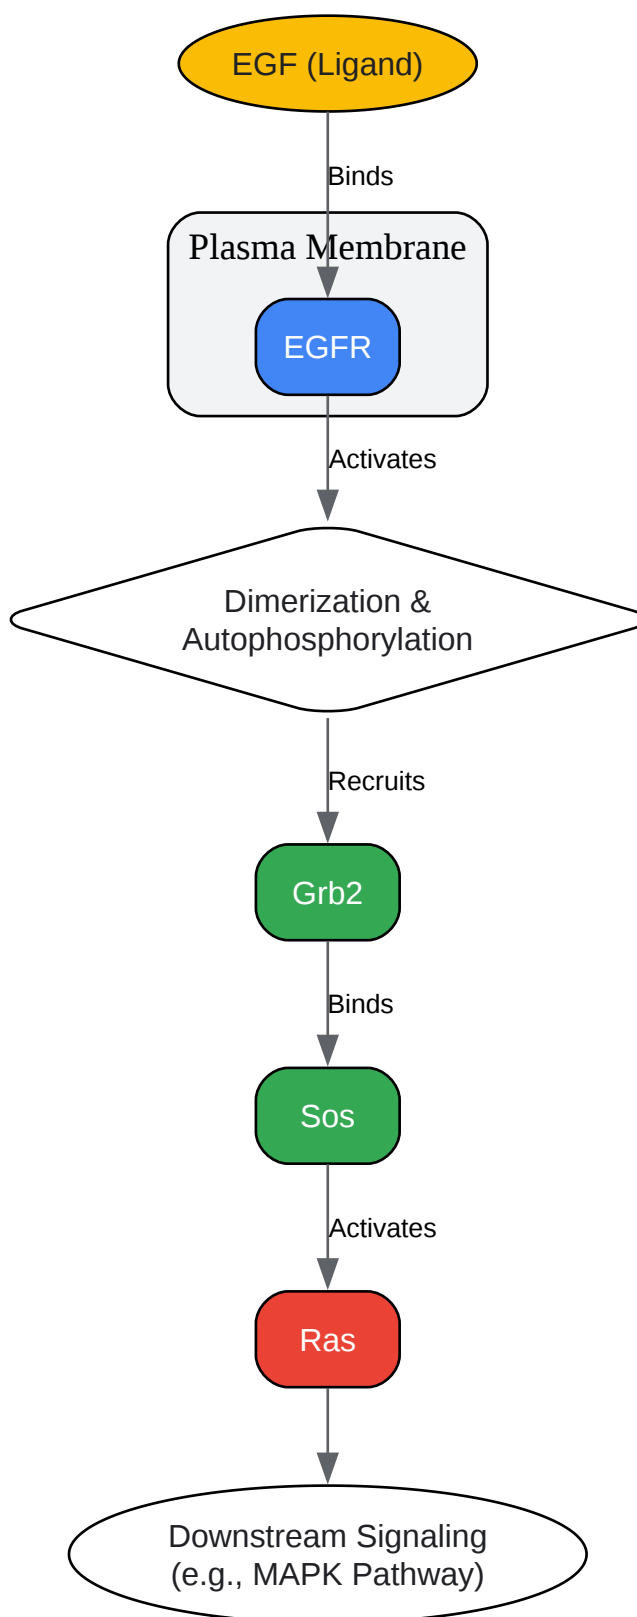 EGF (Ligand)
Binds
Plasma Membrane
EGFR
Activates
Dimerization &
Autophosphorylation
Recruits
Grb2
Binds
Sos
Activates
Ras
Downstream Signaling
(e.g., MAPK Pathway)